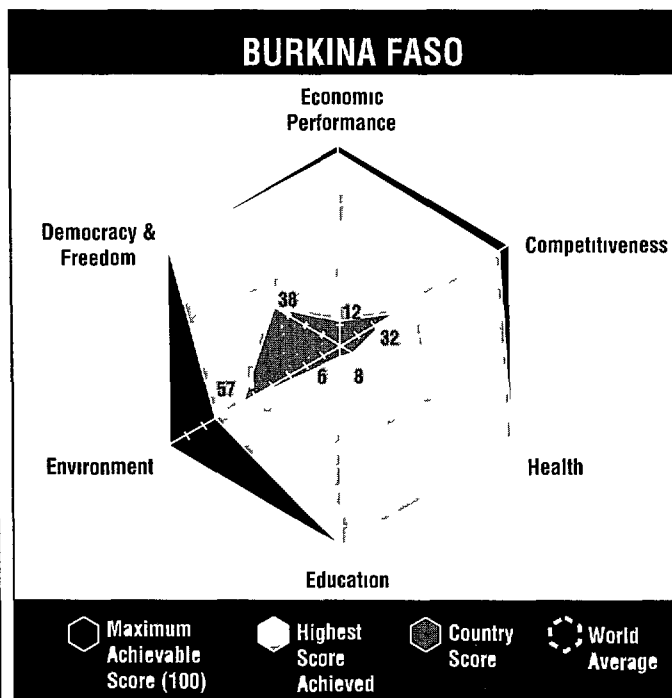 BURKINA FASO
Economic
Performance
Democracy &
Freedom
Competitiveness
38
12
32
57
6
8
Environment
Health
Education
Maximum
Achievable
Score (100)
Highest
Score
Achieved
Country
Score
World
Average